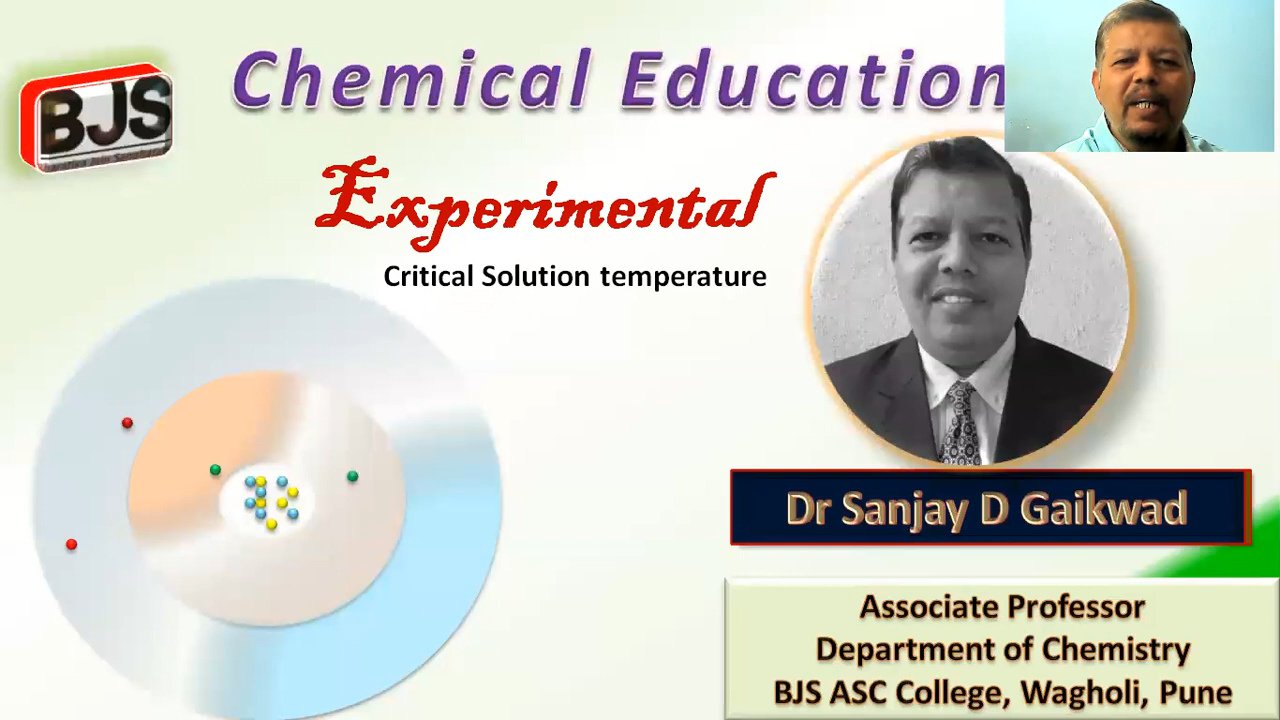 BJS
Chemical Education
Experimental
Critical Solution temperature
Dr Sanjay D Gaikwad
Associate Professor
Department of Chemistry
BJS ASC College, Wagholi, Pune